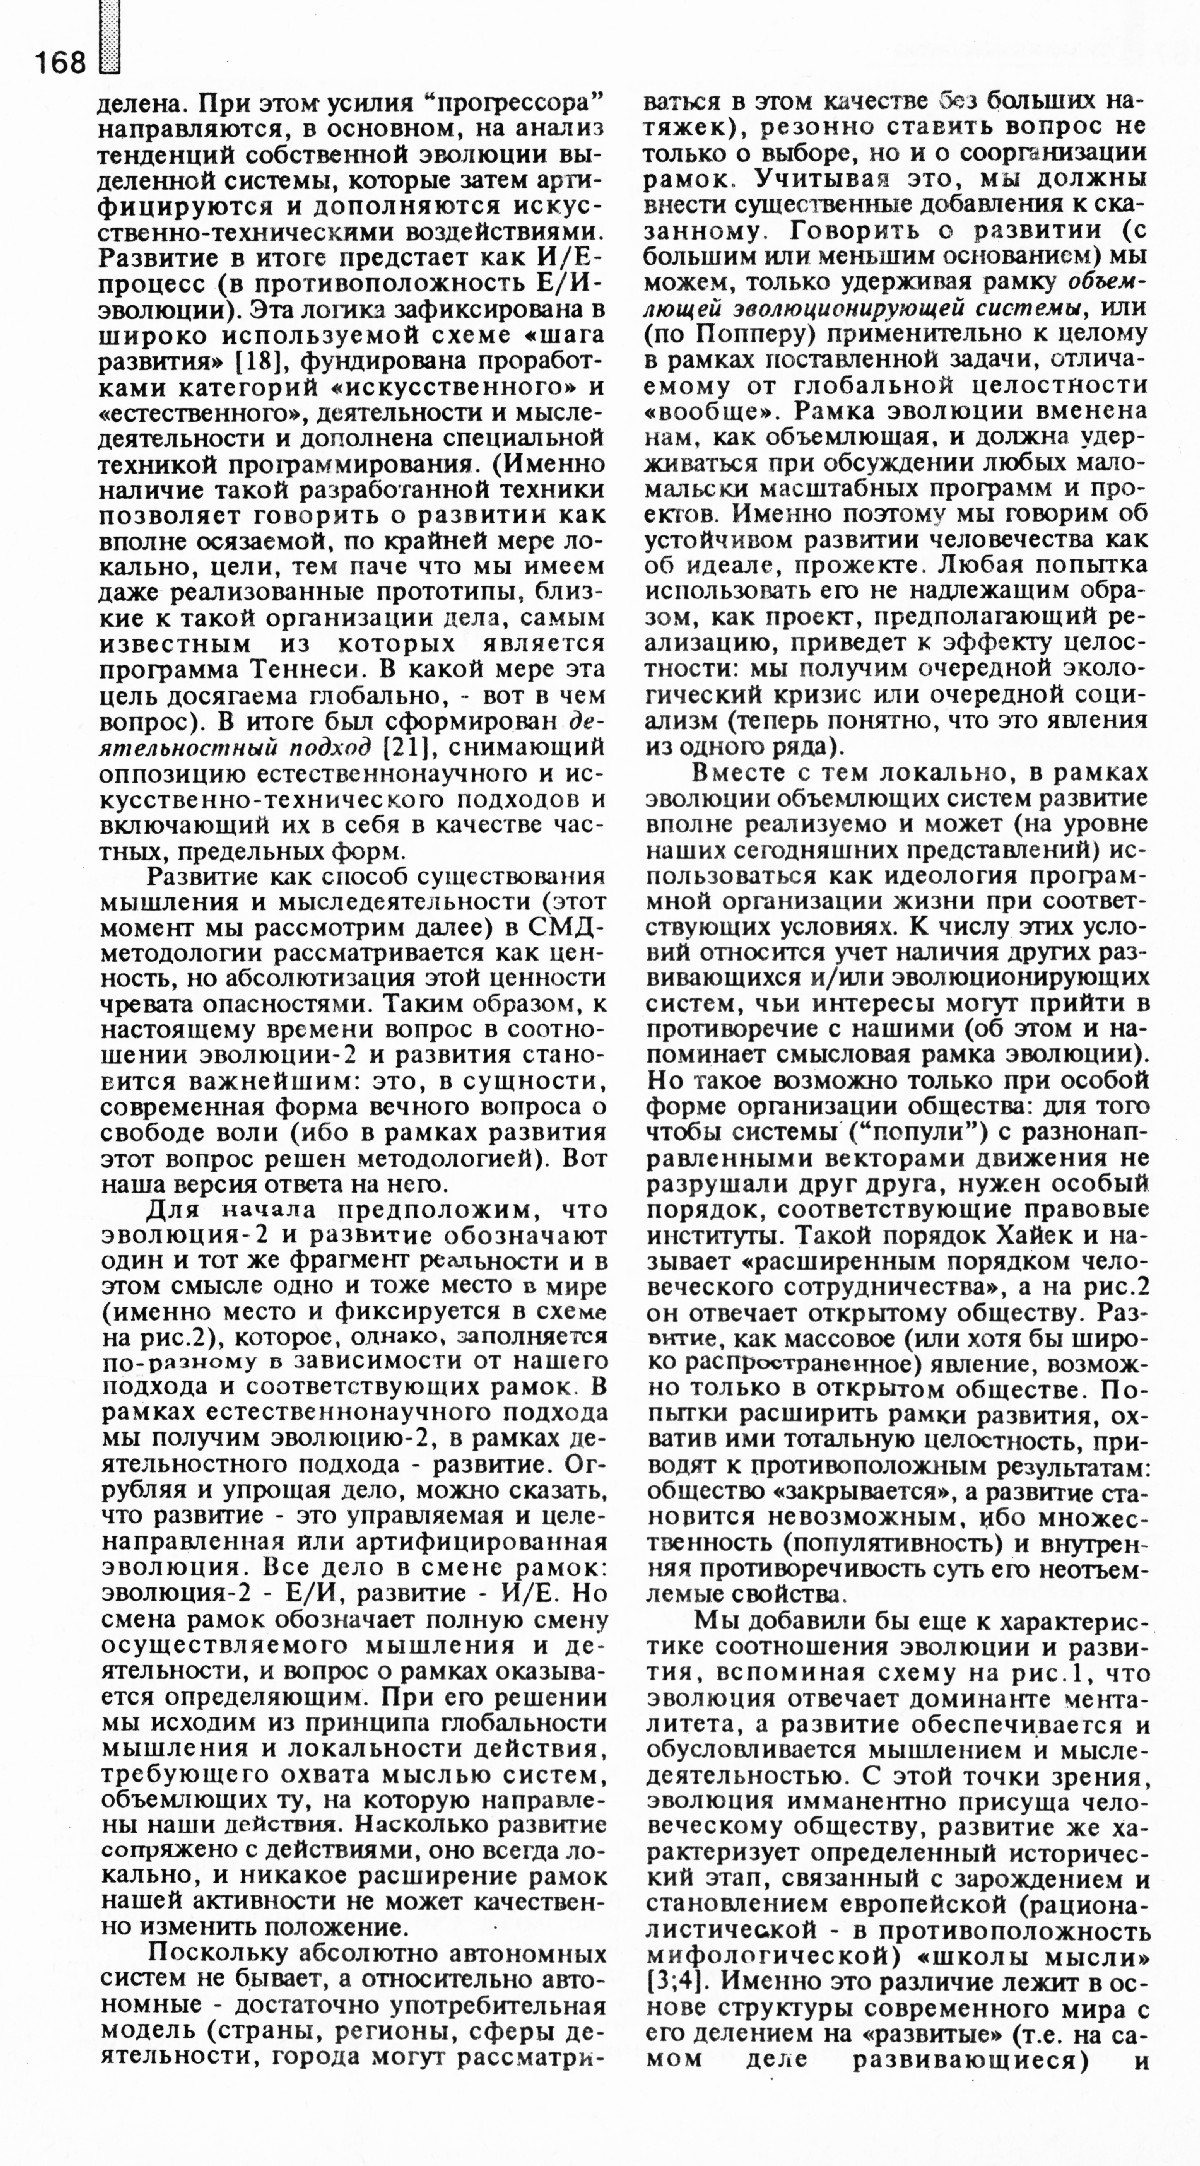 168
делена. При этом усилия “прогрессора”
направляются, в основном, на анализ
тенденций собственной эволюции вы-
деленной системы, которые затем арти-
фицируются и дополняются искус-
ственно-техническими воздействиями.
Развитие в итоге предстает как И/Е-
процесс (в противоположность Е/И-
эволюции). Эта логика зафиксирована в
широко используемой схеме «шага
развития» [18], фундирована проработ-
ками категорий «искусственного» и
«естественного», деятельности и мысле-
деятельности и дополнена специальной
техникой программирования. (Именно
наличие такой разработанной техники
позволяет говорить о развитии как
вполне осязаемой, по крайней мере ло-
кально, цели, тем паче что мы имеем
даже реализованные прототипы, близ-
кие к такой организации дела, самым
известным из которых является
программа Теннеси. В какой мере эта
цель досягаема глобально, - вот в чем
вопрос). В итоге был сформирован де-
ятельностный подход [21], снимающий
оппозицию естественнонаучного и ис-
кусственно-технического подходов и
включающий их в себя в качестве час-
тных, предельных форм.
Развитие как способ существования
мышления и мыследеятельности (этот
момент мы рассмотрим далее) в СМД-
методологии рассматривается как цен-
ность, но абсолютизация этой ценности
чревата опасностями. Таким образом, к
настоящему времени вопрос в соотно-
шении эволюции-2 и развития стано-
вится важнейшим: это, в сущности,
современная форма вечного вопроса о
свободе воли (ибо в рамках развития
этот вопрос решен методологией). Вот
наша версия ответа на него.
Для начала предположим, что
эволюция-2 и развитие обозначают
один и тот же фрагмент реальности и в
этом смысле одно и тоже место в мире
(именно место и фиксируется в схеме
на рис.2), которое, однако, заполняется
по-разному в зависимости от нашего
подхода и соответствующих рамок. В
рамках естественнонаучного подхода
мы получим эволюцию-2, в рамках де-
ятельностного подхода - развитие. Ог-
рубляя и упрощая дело, можно сказать,
что развитие - это управляемая и целе-
направленная или артифицированная
эволюция. Все дело в смене рамок:
эволюция-2 - Е/И, развитие - И/Е. Но
смена рамок обозначает полную смену
осуществляемого мышления и де-
ятельности, и вопрос о рамках оказыва-
ется определяющим. При его решении
мы исходим из принципа глобальности
мышления и локальности действия,
требующего охвата мыслью систем,
объемлющих ту, на которую направле-
ны наши действия. Насколько развитие
сопряжено с действиями, оно всегда ло-
кально, и никакое расширение рамок
нашей активности не может качествен-
но изменить положение.
Поскольку абсолютно автономных
систем не бывает, а относительно авто-
номные - достаточно употребительная
модель (страны, регионы, сферы де-
ятельности, города могут рассматри-
ваться в этом качестве без больших на-
тяжек), резонно ставить вопрос не
только о выборе, но и о соорганизации
рамок. Учитывая это, мы должны
внести существенные добавления к ска-
занному. Говорить о развитии (с
большим или меньшим основанием) мы
можем, только удерживая рамку объем-
лющей эволюционирующей системы, или
(по Попперу) применительно к целому
в рамках поставленной задачи, отлича-
емому от глобальной целостности
«вообще». Рамка эволюции вменена
нам, как объемлющая, и должна удер-
живаться при обсуждении любых мало-
мальски масштабных программ и про-
ектов. Именно поэтому мы говорим об
устойчивом развитии человечества как
об идеале, прожекте. Любая попытка
использовать его не надлежащим обра-
зом, как проект, предполагающий ре-
ализацию, приведет к эффекту целос-
тности: мы получим очередной эколо-
гический кризис или очередной соци-
ализм (теперь понятно, что это явления
из одного ряда).
Вместе с тем локально, в рамках
эволюции объемлющих систем развитие
вполне реализуемо и может (на уровне
наших сегодняшних представлений) ис-
пользоваться как идеология програм-
мной организации жизни при соответ-
ствующих условиях. К числу этих усло-
вий относится учет наличия других раз-
вивающихся и/или эволюционирующих
систем, чьи интересы могут прийти в
противоречие с нашими (об этом и на-
поминает смысловая рамка эволюции).
Но такое возможно только при особой
форме организации общества: для того
чтобы системы (“попули”) с разнонап-
равленными векторами движения не
разрушали друг друга, нужен особый
порядок, соответствующие правовые
институты. Такой порядок Хайек и на-
зывает «расширенным порядком чело-
веческого сотрудничества», а на рис.2
он отвечает открытому обществу. Раз-
витие, как массовое (или хотя бы широ-
ко распространенное) явление, возмож-
но только в открытом обществе. По-
пытки расширить рамки развития, ох-
ватив ими тотальную целостность, при-
водят к противоположным результатам:
общество «закрывается», а развитие ста-
новится невозможным, ибо множес-
твенность (популятивность) и внутрен-
няя противоречивость суть его неотъем-
лемые свойства.
Мы добавили бы еще к характерис-
тике соотношения эволюции и разви-
тия, вспоминая схему на рис.1, что
эволюция отвечает доминанте мента-
литета, а развитие обеспечивается и
обусловливается мышлением и мысле-
деятельностью. С этой точки зрения,
эволюция имманентно присуща чело-
веческому обществу, развитие же ха-
рактеризует определенный историчес-
кий этап, связанный с зарождением и
становлением европейской (рациона-
листической - в противоположность
мифологической) «школы мысли»
[3;4]. Именно это различие лежит в ос-
нове структуры современного мира с
его делением на «развитые» (т.е. на са-
мом деле развивающиеся) и